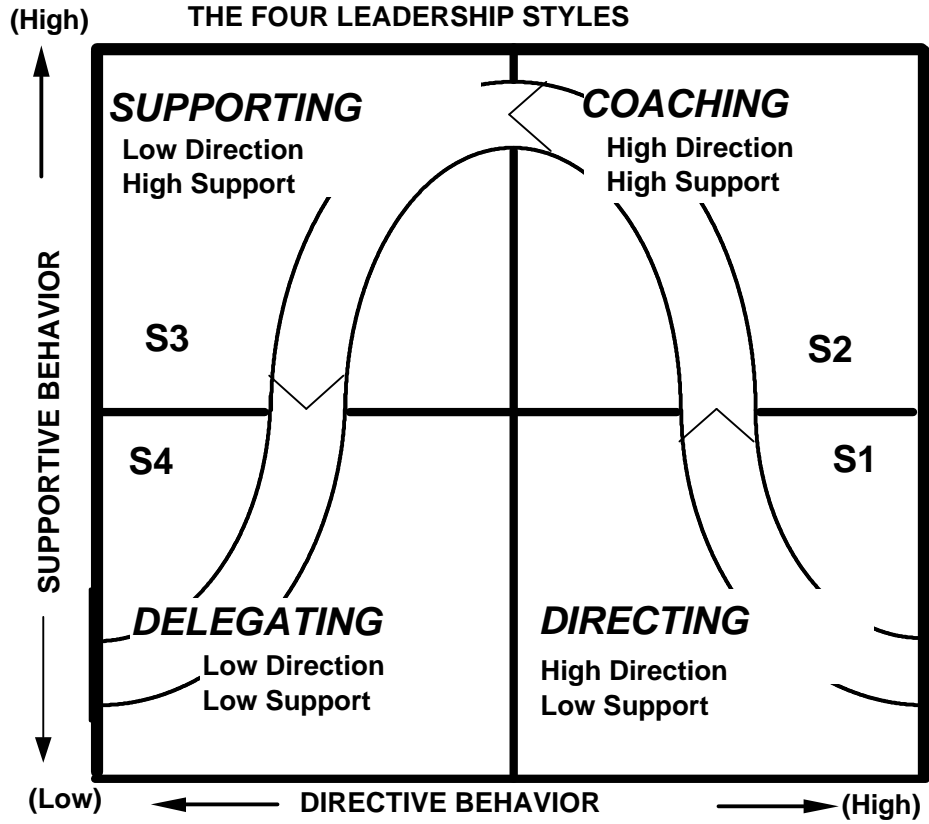 (High)
THE FOUR LEADERSHIP STYLES
SUPPORTING
Low Direction
High Support
COACHING
High Direction
High Support
SUPPORTIVE BEHAVIOR
S3
S2
S4
S1
DELEGATING
Low Direction
Low Support
DIRECTING
High Direction
Low Support
(Low)
DIRECTIVE BEHAVIOR
(High)